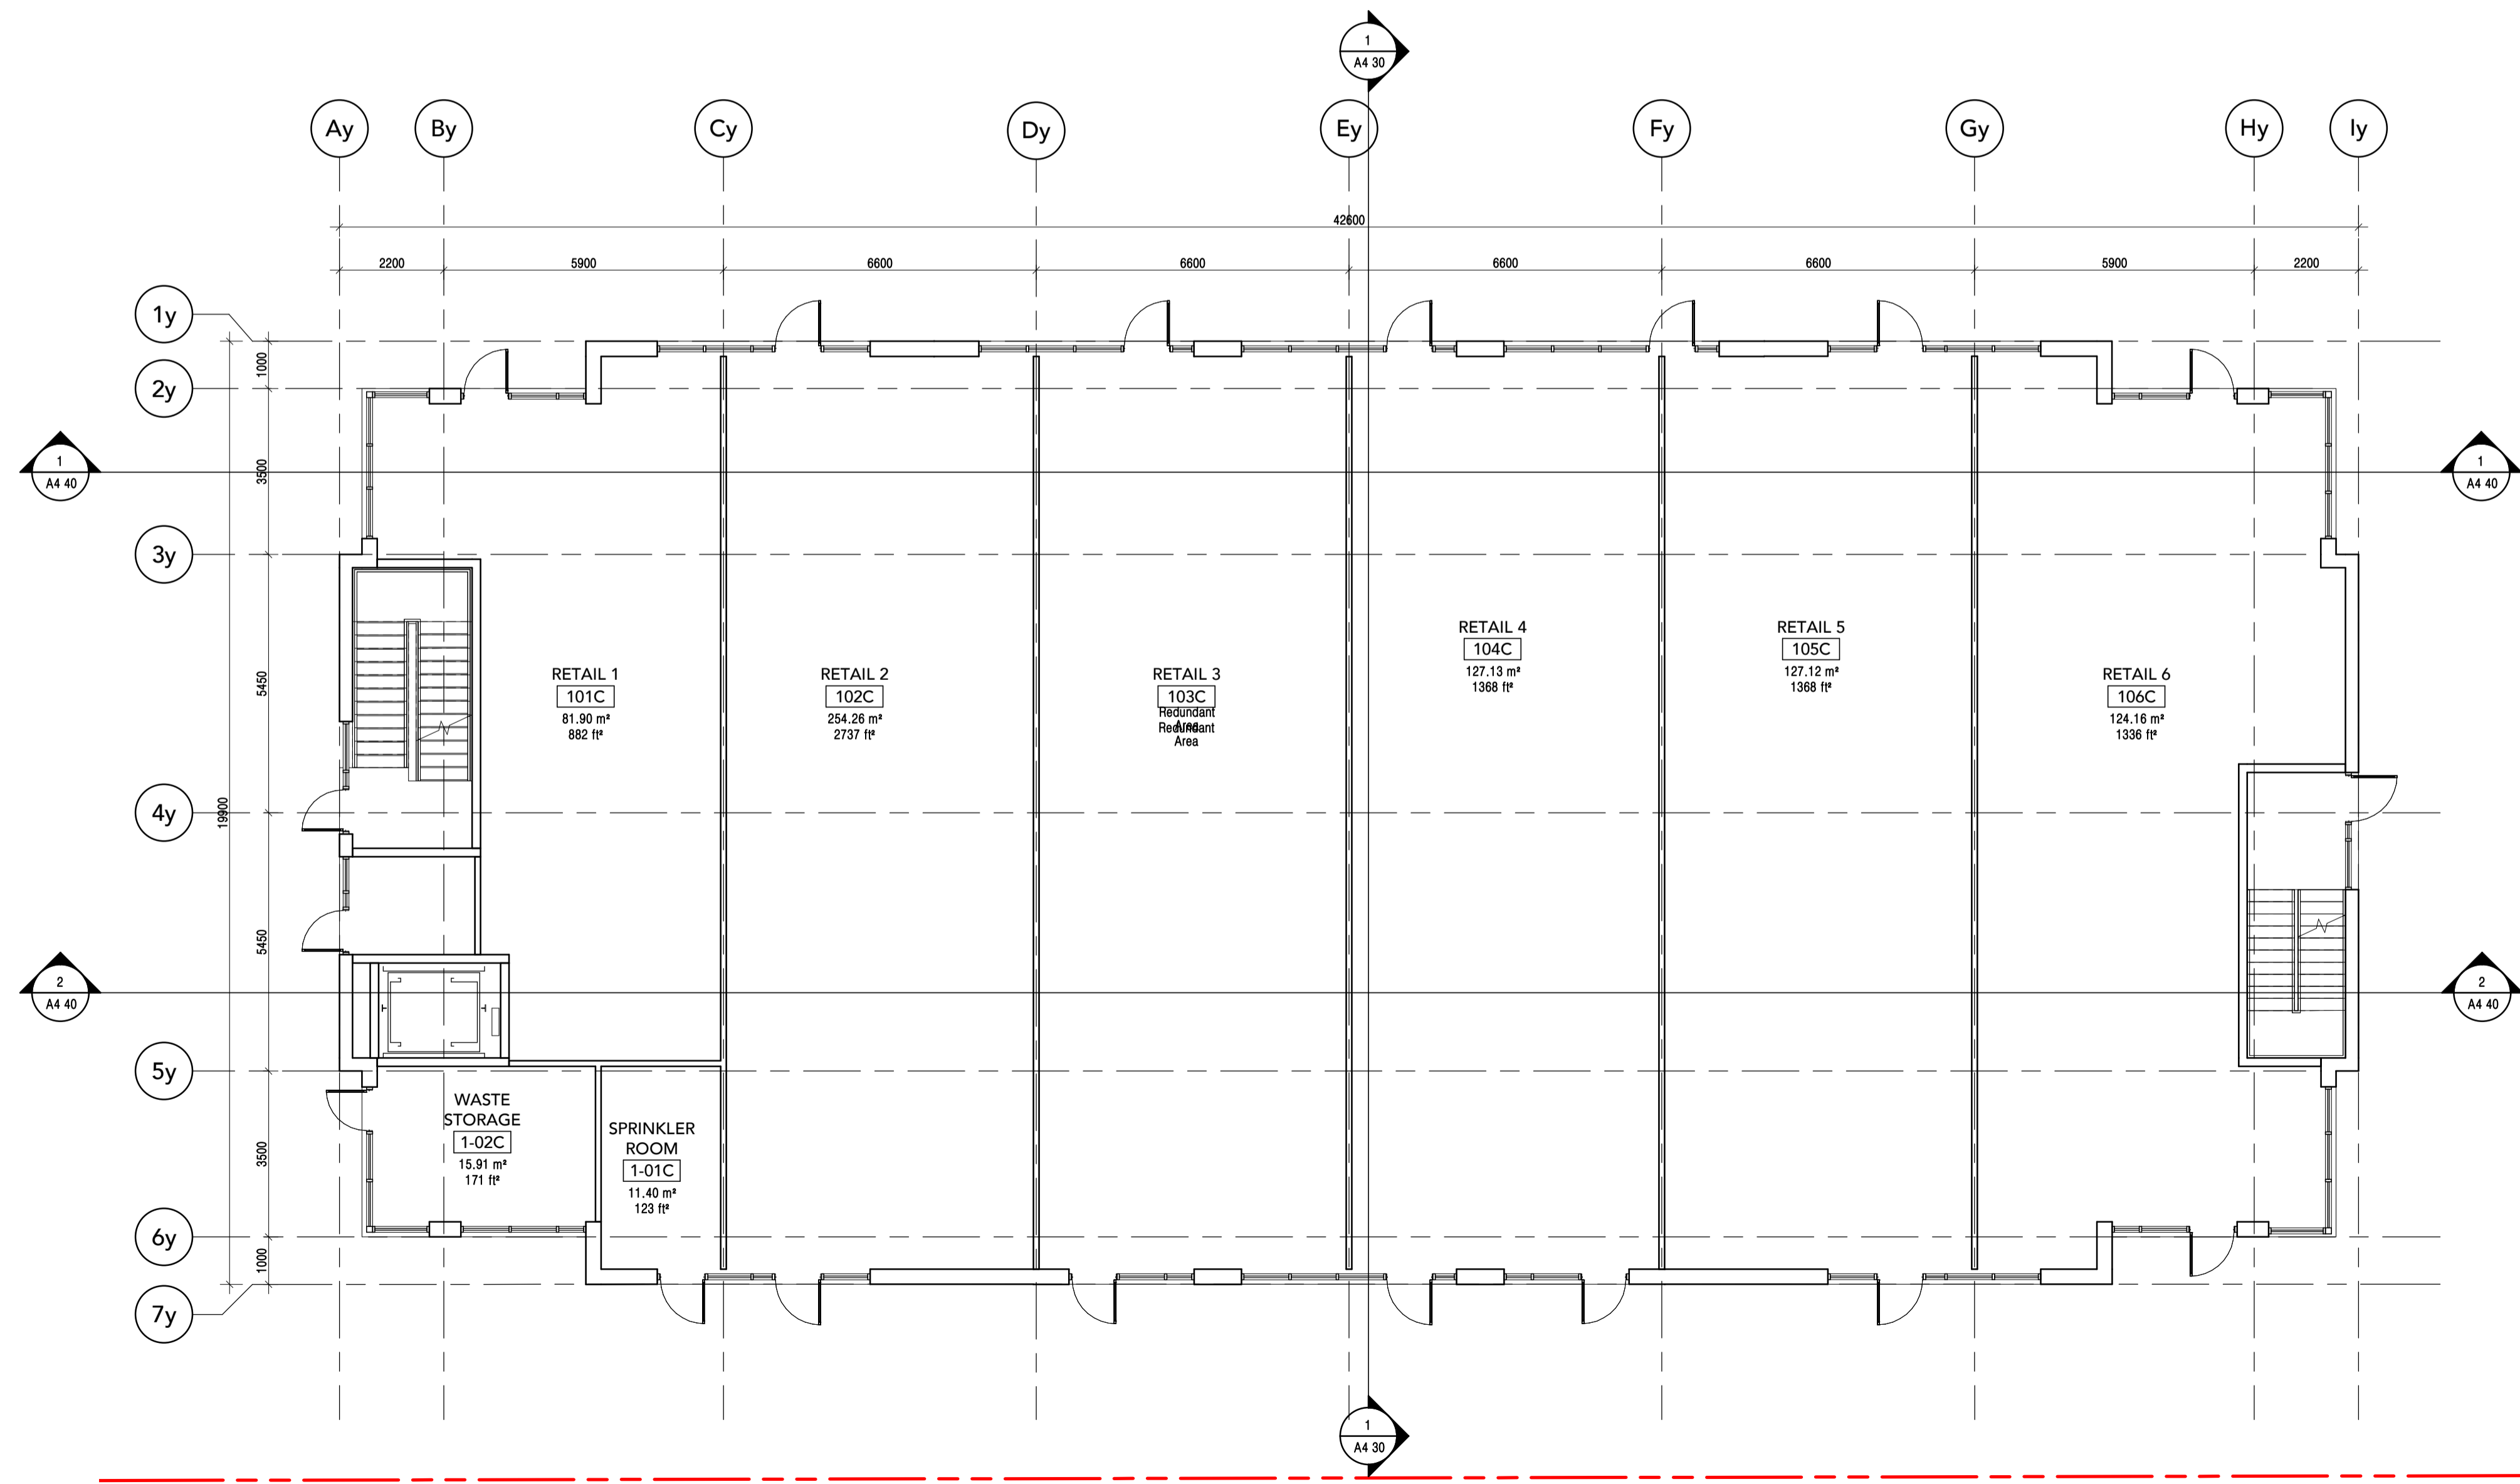 1
A4 30
Ay
By
Cy
Dy
Ey
Fy
Gy
Hy
Iy
42600
2200
5900
6600
6600
6600
6600
5900
2200
1y
1000
2y
1
A4 40
3500
1
A4 40
3y
5450
4y
19900
5450
2
A4 40
2
A4 40
5y
3500
6y
1000
7y
RETAIL 1
101C
81.90 m²
882 ft²
RETAIL 2
102C
254.26 m²
2737 ft²
RETAIL 3
103C
Redundant
Area
Redundant
Area
RETAIL 4
104C
127.13 m²
1368 ft²
RETAIL 5
105C
127.12 m²
1368 ft²
RETAIL 6
106C
124.16 m²
1336 ft²
WASTE
STORAGE
1-02C
15.91 m²
171 ft²
SPRINKLER
ROOM
1-01C
11.40 m²
123 ft²
1
A4 30